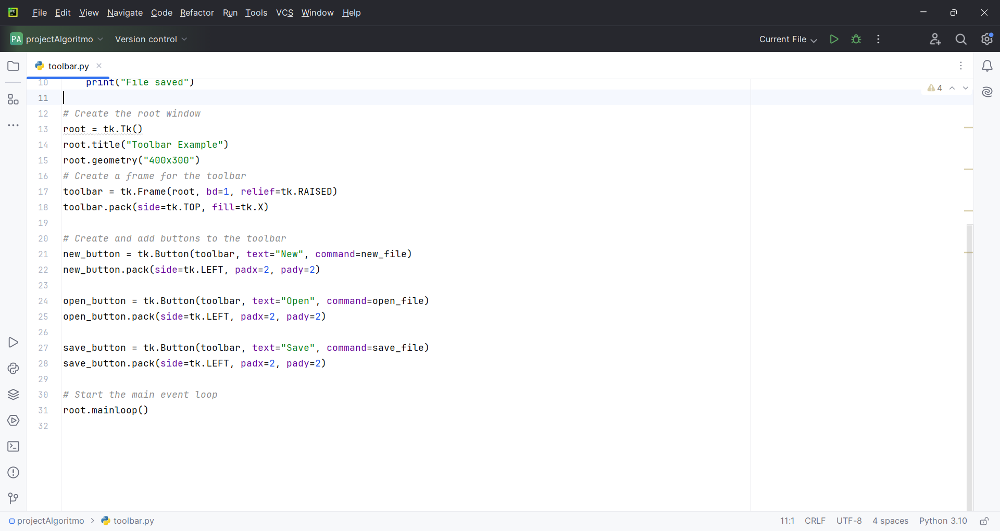 PC File Edit View Navigate Code Refactor Run Tools VCS Window Help
PA projectAlgoritmo Version control Current File
toolbar.py
10 print("File saved")
4
11
12 # Create the root window
13 root = tk.Tk()
14 root.title("Toolbar Example")
15 root.geometry("400x300")
16 # Create a frame for the toolbar
17 toolbar = tk.Frame(root, bd=1, relief=tk.RAISED)
18 toolbar.pack(side=tk.TOP, fill=tk.X)
19
20 # Create and add buttons to the toolbar
21 new_button = tk.Button(toolbar, text="New", command=new_file)
22 new_button.pack(side=tk.LEFT, padx=2, pady=2)
23
24 open_button = tk.Button(toolbar, text="Open", command=open_file)
25 open_button.pack(side=tk.LEFT, padx=2, pady=2)
26
27 save_button = tk.Button(toolbar, text="Save", command=save_file)
28 save_button.pack(side=tk.LEFT, padx=2, pady=2)
29
30 # Start the main event loop
31 root.mainloop()
32
projectAlgoritmo > toolbar.py 11:1 CRLF UTF-8 4 spaces Python 3.10